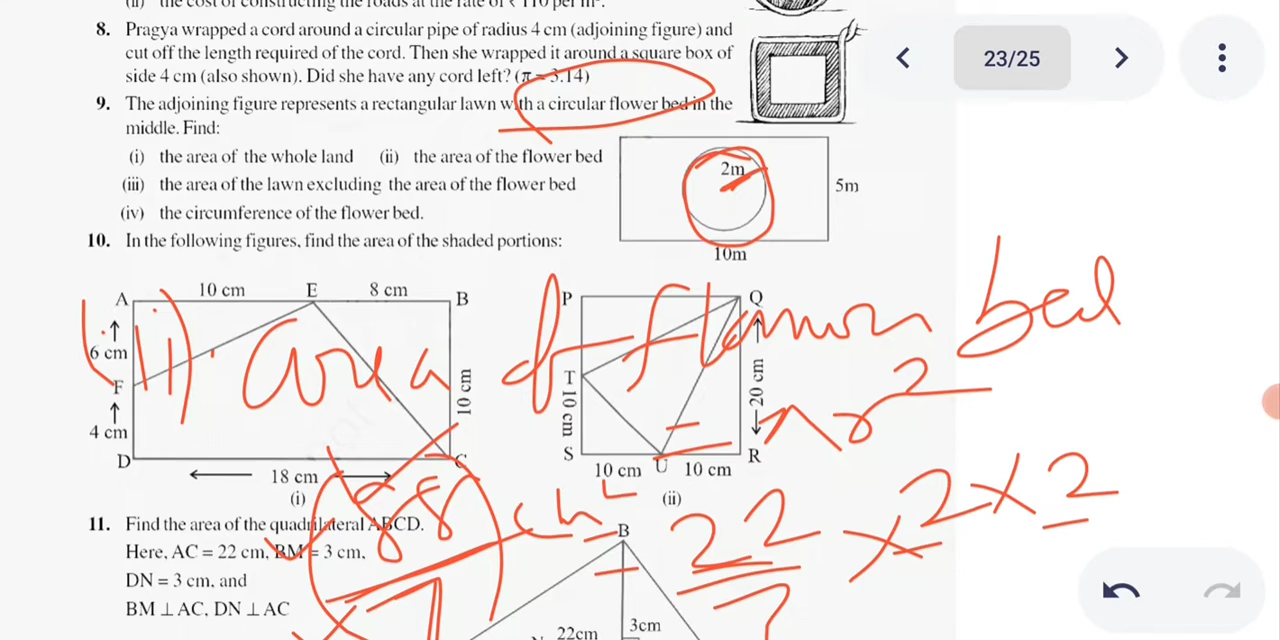 (ii) the cost of constructing the roads at the rate of ₹ 110 per m².
8. Pragya wrapped a cord around a circular pipe of radius 4 cm (adjoining figure) and
cut off the length required of the cord. Then she wrapped it around a square box of
side 4 cm (also shown). Did she have any cord left? (π = 3.14)
23/25
9. The adjoining figure represents a rectangular lawn with a circular flower bed in the
middle. Find:
(i) the area of the whole land (ii) the area of the flower bed
(iii) the area of the lawn excluding the area of the flower bed
(iv) the circumference of the flower bed.
2m
5m
10m
10. In the following figures, find the area of the shaded portions:
A 10 cm E 8 cm B
6 cm
F
4 cm
10 cm
D
C
18 cm
(i)
P Q
T
10 cm
20 cm
S 10 cm U 10 cm R
(ii)
(ii) area of flower bed
= πr²
= 22 × 2 × 2
7
88 cm²
7
11. Find the area of the quadrilateral ABCD.
Here, AC = 22 cm, BM = 3 cm,
DN = 3 cm, and
BM ⊥ AC, DN ⊥ AC
B
3cm
22cm